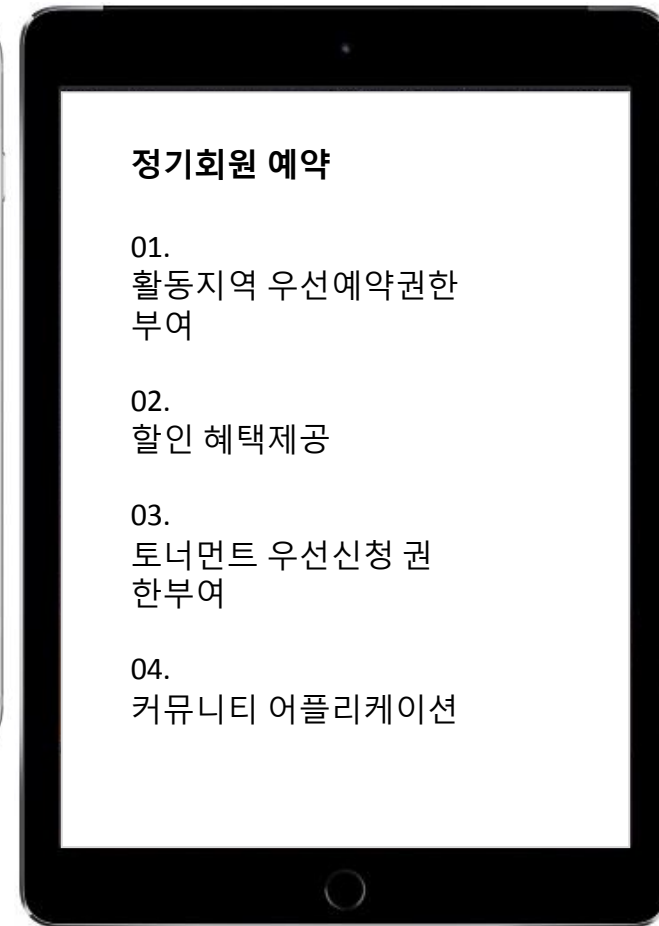 정기회원 예약
01.
활동지역 우선예약권한
부여
02.
할인 혜택제공
03.
토너먼트 우선신청 권
한부여
04.
커뮤니티 어플리케이션